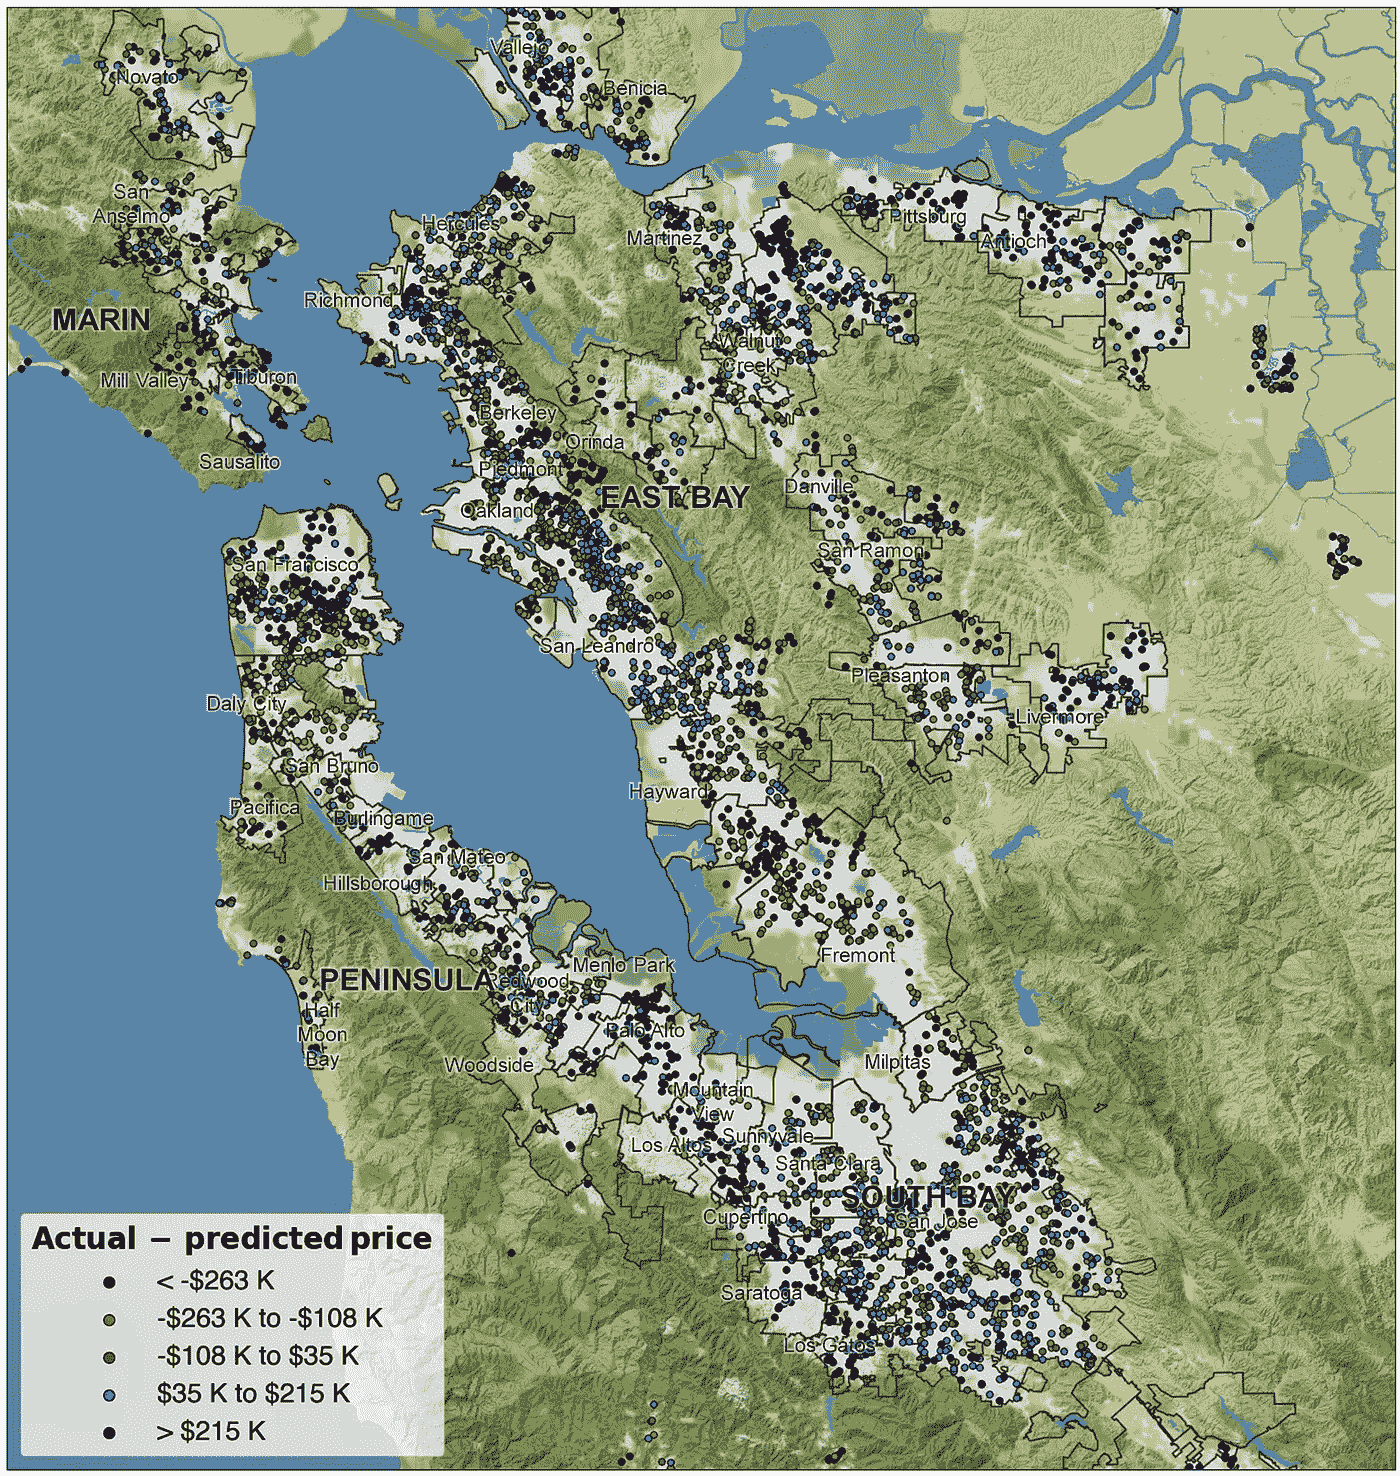 Vallejo
Novato
Benicia
San
Anselmo
Hercules
Martinez
Pittsburg
Antioch
Richmond
MARIN
Walnut
Creek
Mill Valley
Tiburon
Berkeley
Orinda
Sausalito
Piedmont
EAST BAY
Danville
Oakland
San Ramon
San Francisco
San Leandro
Pleasanton
Daly City
Livermore
San Bruno
Hayward
Pacifica
Burlingame
San Mateo
Hillsborough
Fremont
Menlo Park
PENINSULA
Redwood
City
Half
Moon
Bay
Palo Alto
Woodside
Milpitas
Mountain
View
Los Altos
Sunnyvale
Santa Clara
SOUTH BAY
Cupertino
San Jose
Saratoga
Los Gatos
Actual − predicted price
< -$263 K
-$263 K to -$108 K
-$108 K to $35 K
$35 K to $215 K
> $215 K